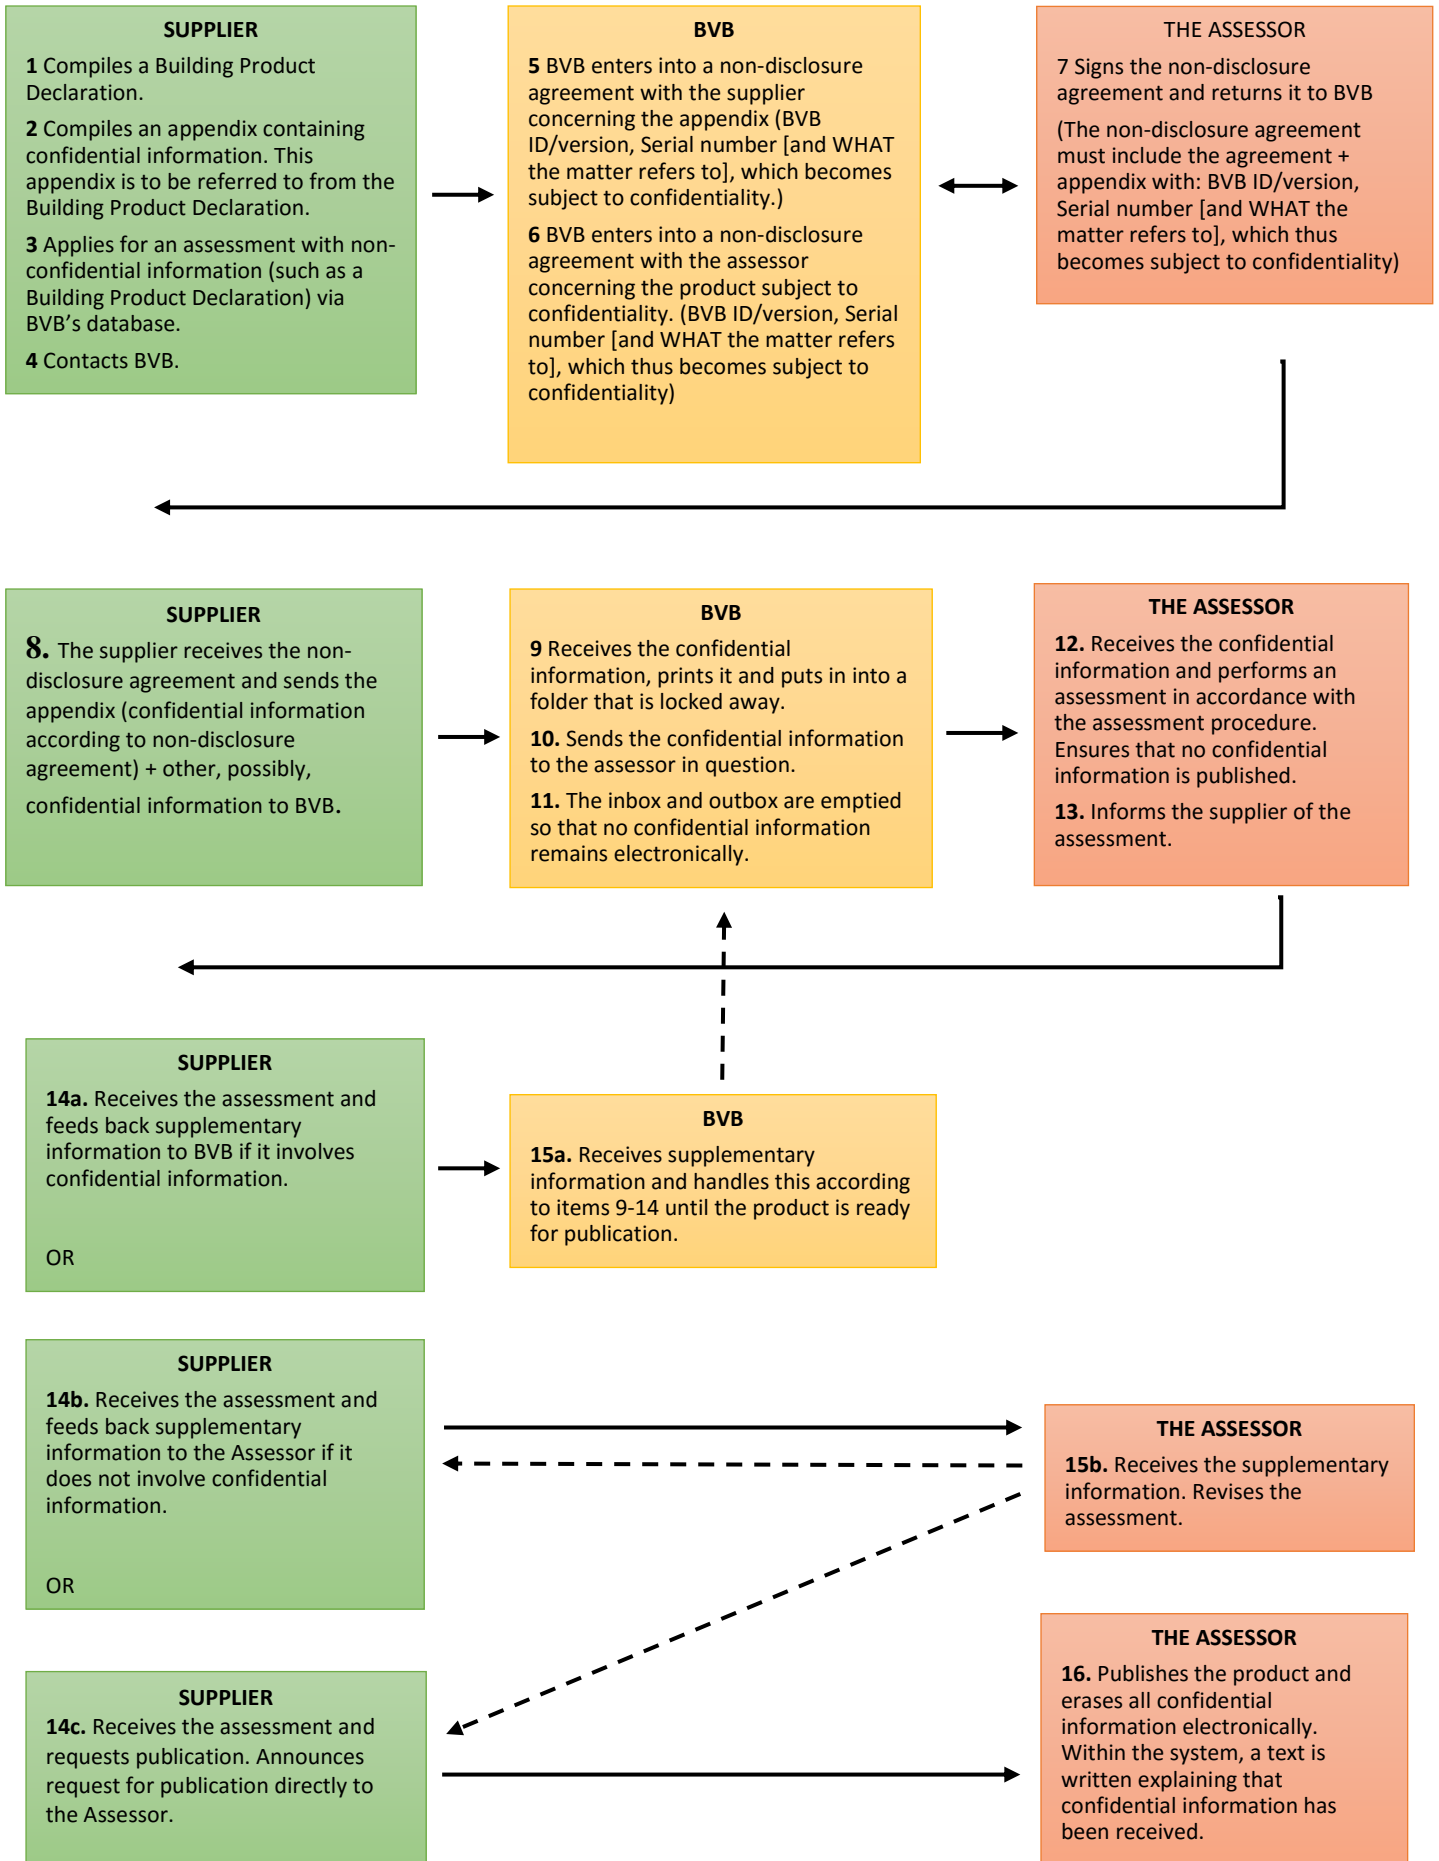 SUPPLIER
1 Compiles a Building Product
Declaration.
2 Compiles an appendix containing
confidential information. This
appendix is to be referred to from the
Building Product Declaration.
3 Applies for an assessment with non-
confidential information (such as a
Building Product Declaration) via
BVB’s database.
4 Contacts BVB.
BVB
5 BVB enters into a non-disclosure
agreement with the supplier
concerning the appendix (BVB
ID/version, Serial number [and WHAT
the matter refers to], which becomes
subject to confidentiality.)
6 BVB enters into a non-disclosure
agreement with the assessor
concerning the product subject to
confidentiality. (BVB ID/version, Serial
number [and WHAT the matter refers
to], which thus becomes subject to
confidentiality)
THE ASSESSOR
7 Signs the non-disclosure
agreement and returns it to BVB
(The non-disclosure agreement
must include the agreement +
appendix with: BVB ID/version,
Serial number [and WHAT the
matter refers to], which thus
becomes subject to confidentiality)
SUPPLIER
8. The supplier receives the non-
disclosure agreement and sends the
appendix (confidential information
according to non-disclosure
agreement) + other, possibly,
confidential information to BVB.
BVB
9 Receives the confidential
information, prints it and puts in into a
folder that is locked away.
10. Sends the confidential information
to the assessor in question.
11. The inbox and outbox are emptied
so that no confidential information
remains electronically.
THE ASSESSOR
12. Receives the confidential
information and performs an
assessment in accordance with
the assessment procedure.
Ensures that no confidential
information is published.
13. Informs the supplier of the
assessment.
SUPPLIER
14a. Receives the assessment and
feeds back supplementary
information to BVB if it involves
confidential information.
OR
BVB
15a. Receives supplementary
information and handles this according
to items 9-14 until the product is ready
for publication.
SUPPLIER
14b. Receives the assessment and
feeds back supplementary
information to the Assessor if it
does not involve confidential
information.
OR
THE ASSESSOR
15b. Receives the supplementary
information. Revises the
assessment.
SUPPLIER
14c. Receives the assessment and
requests publication. Announces
request for publication directly to
the Assessor.
THE ASSESSOR
16. Publishes the product and
erases all confidential
information electronically.
Within the system, a text is
written explaining that
confidential information has
been received.